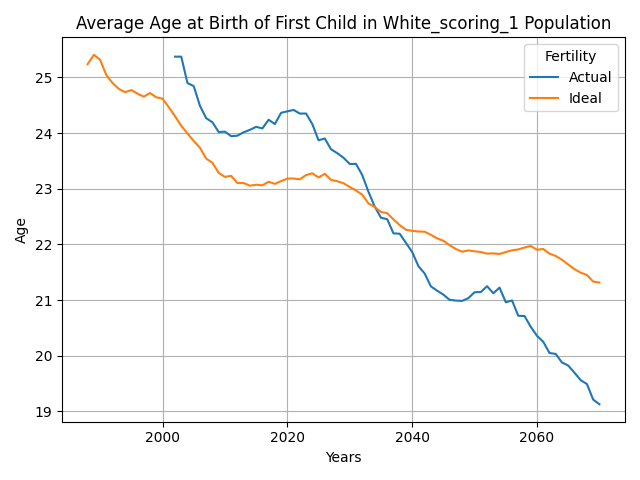 Average Age at Birth of First Child in White_scoring_1 Population
Fertility
Actual
Ideal
25
24
23
22
21
20
19
Age
2000
2020
2040
2060
Years